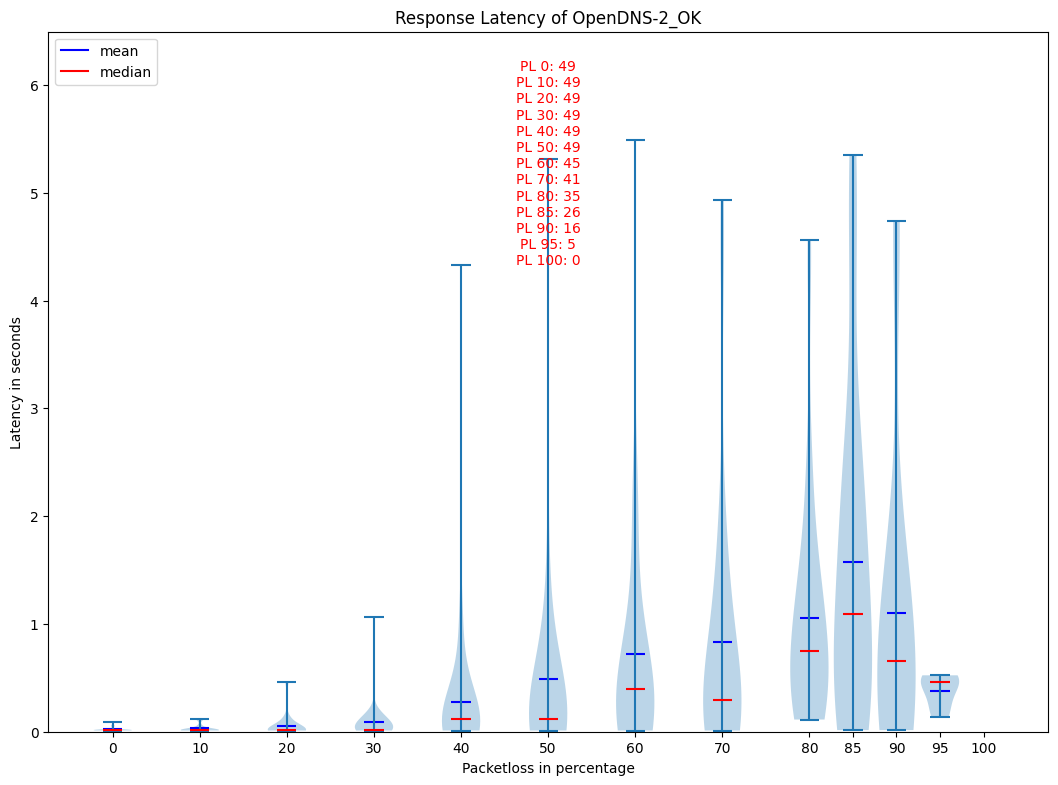 Response Latency of OpenDNS-2_OK
mean
median
PL 0: 49
PL 10: 49
PL 20: 49
PL 30: 49
PL 40: 49
PL 50: 49
PL 60: 45
PL 70: 41
PL 80: 35
PL 85: 26
PL 90: 16
PL 95: 5
PL 100: 0
Latency in seconds
6
5
4
3
2
1
0
0 10 20 30 40 50 60 70 80 85 90 95 100
Packetloss in percentage